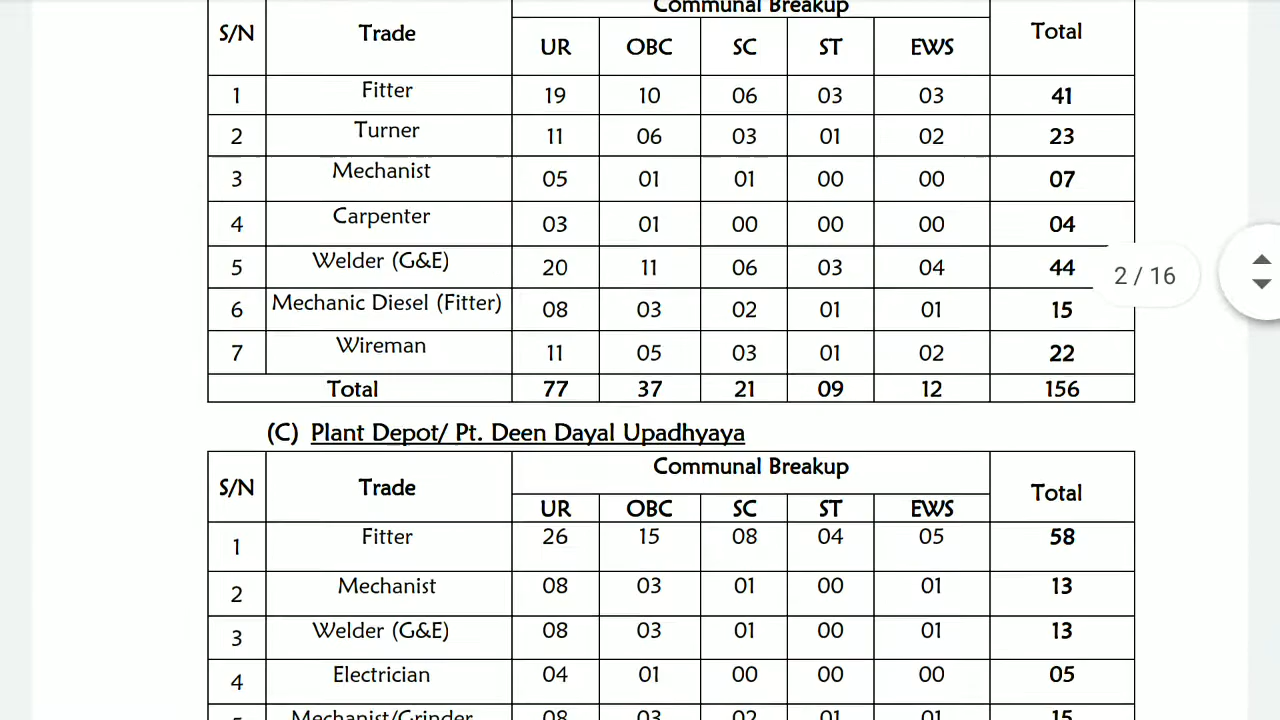 Communal Breakup
S/N Trade Total
UR OBC SC ST EWS
1 Fitter 19 10 06 03 03 41
2 Turner 11 06 03 01 02 23
3 Mechanist 05 01 01 00 00 07
4 Carpenter 03 01 00 00 00 04
5 Welder (G&E) 20 11 06 03 04 44
2 / 16
6 Mechanic Diesel (Fitter) 08 03 02 01 01 15
7 Wireman 11 05 03 01 02 22
Total 77 37 21 09 12 156
(C) Plant Depot/ Pt. Deen Dayal Upadhyaya
Communal Breakup
S/N Trade Total
UR OBC SC ST EWS
1 Fitter 26 15 08 04 05 58
2 Mechanist 08 03 01 00 01 13
3 Welder (G&E) 08 03 01 00 01 13
4 Electrician 04 01 00 00 00 05
5 Mechanist/Grinder 08 03 02 01 01 15